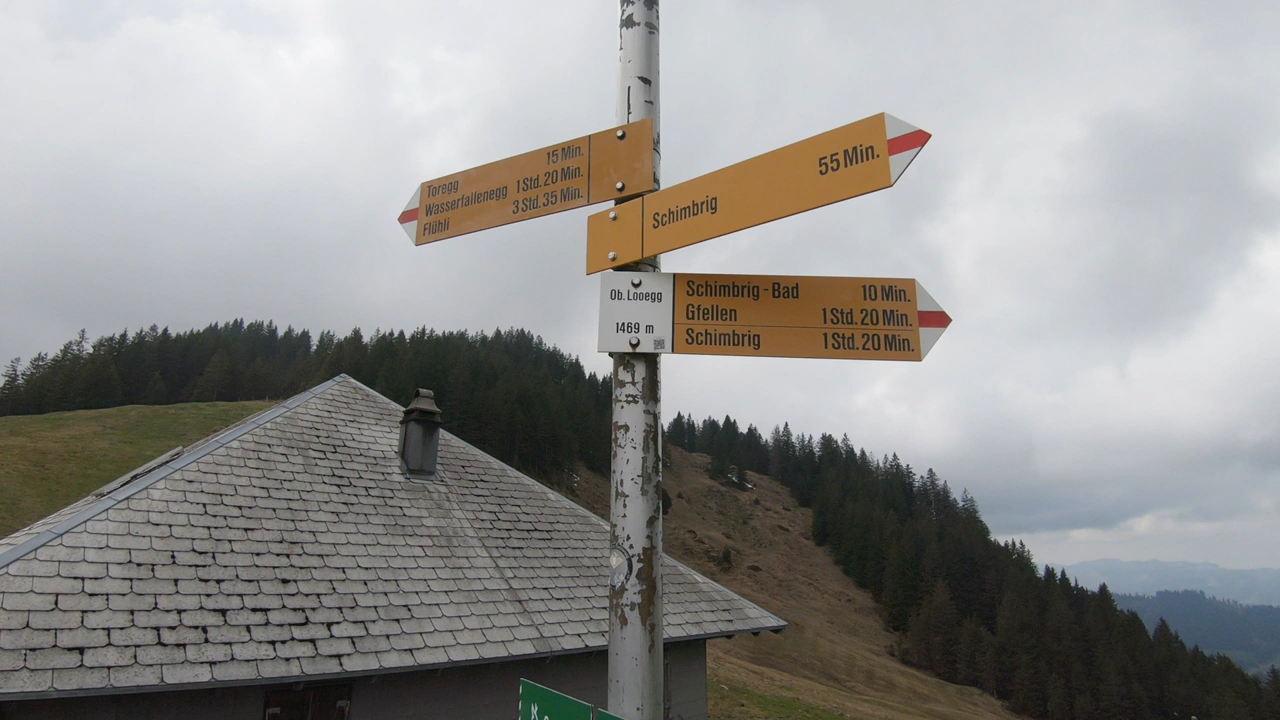 Toregg 15 Min.
Wasserfallenegg 1 Std. 20 Min.
Flühli 3 Std. 35 Min.
Schimbrig 55 Min.
Ob. Looegg
1469 m
Schimbrig - Bad 10 Min.
Gfellen 1 Std. 20 Min.
Schimbrig 1 Std. 20 Min.